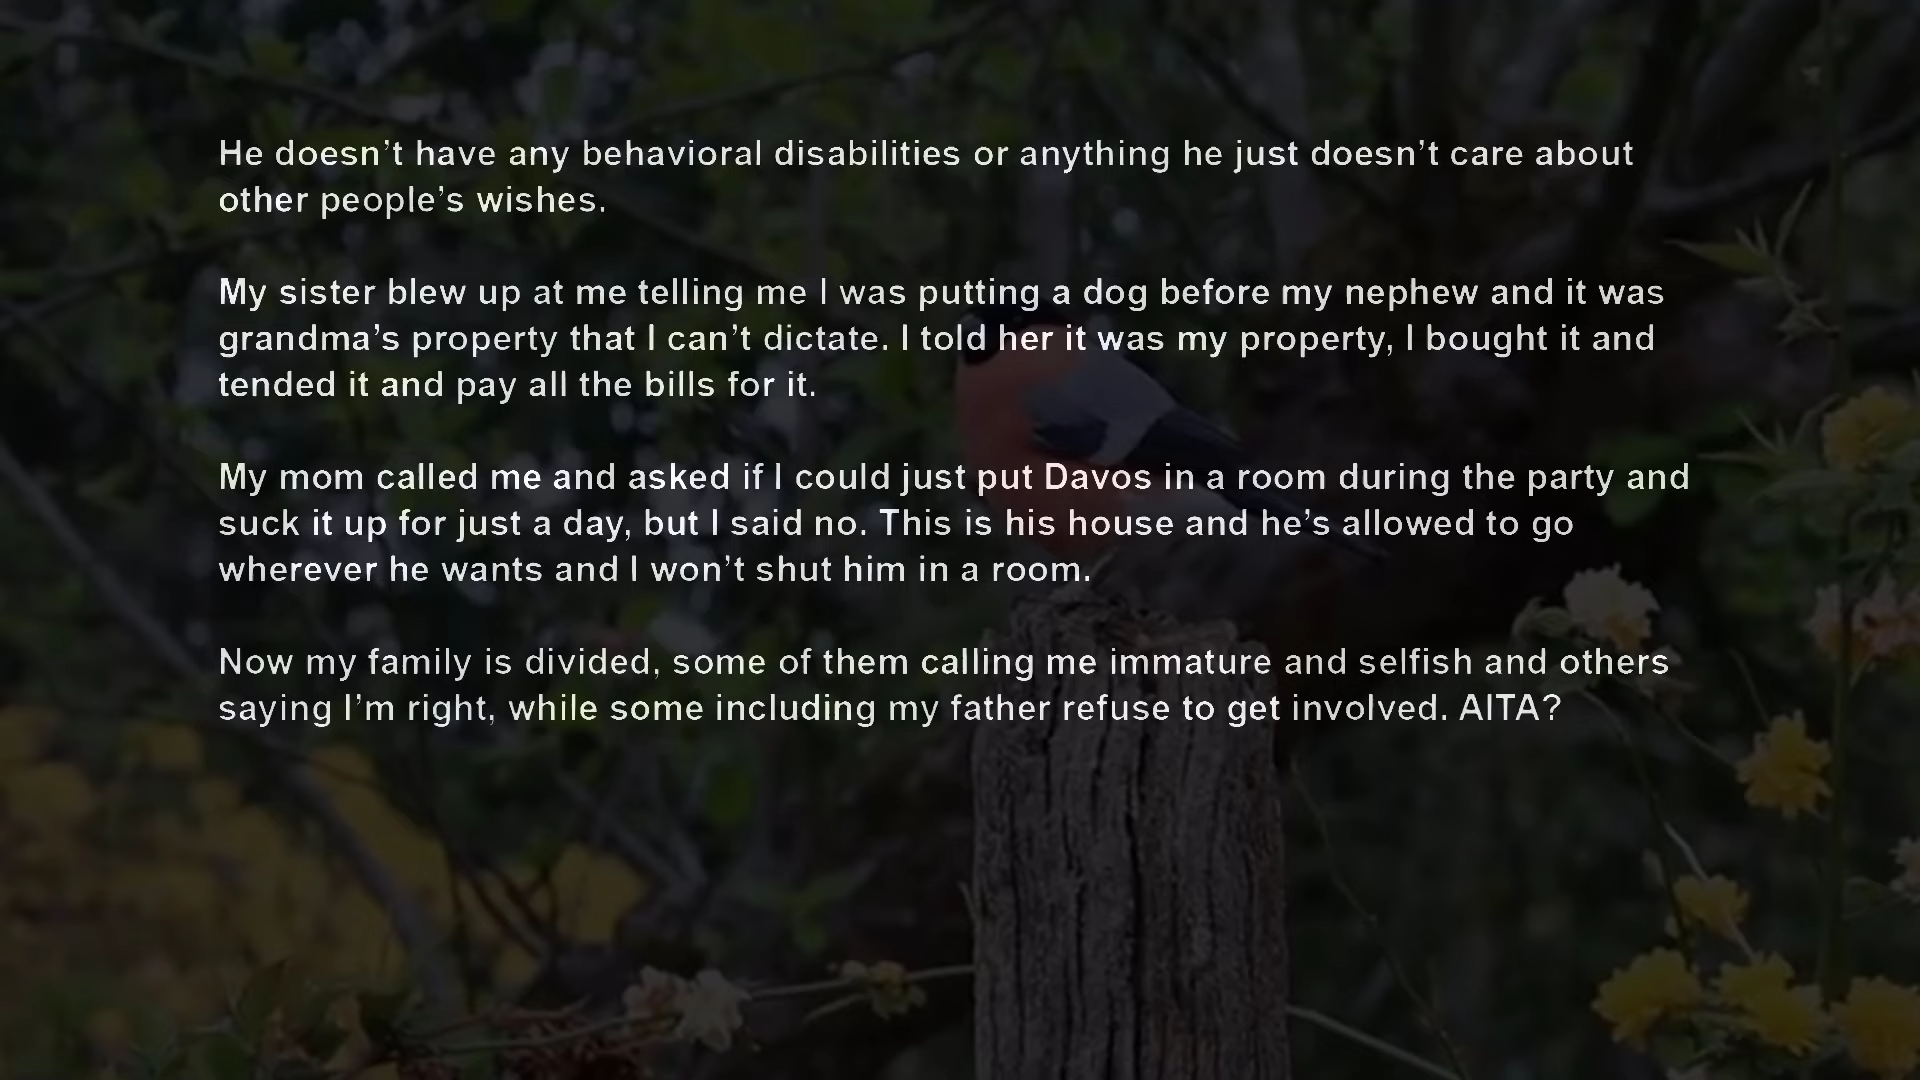 He doesn’t have any behavioral disabilities or anything he just doesn’t care about
other people’s wishes.
My sister blew up at me telling me I was putting a dog before my nephew and it was
grandma’s property that I can’t dictate. I told her it was my property, I bought it and
tended it and pay all the bills for it.
My mom called me and asked if I could just put Davos in a room during the party and
suck it up for just a day, but I said no. This is his house and he’s allowed to go
wherever he wants and I won’t shut him in a room.
Now my family is divided, some of them calling me immature and selfish and others
saying I’m right, while some including my father refuse to get involved. AITA?